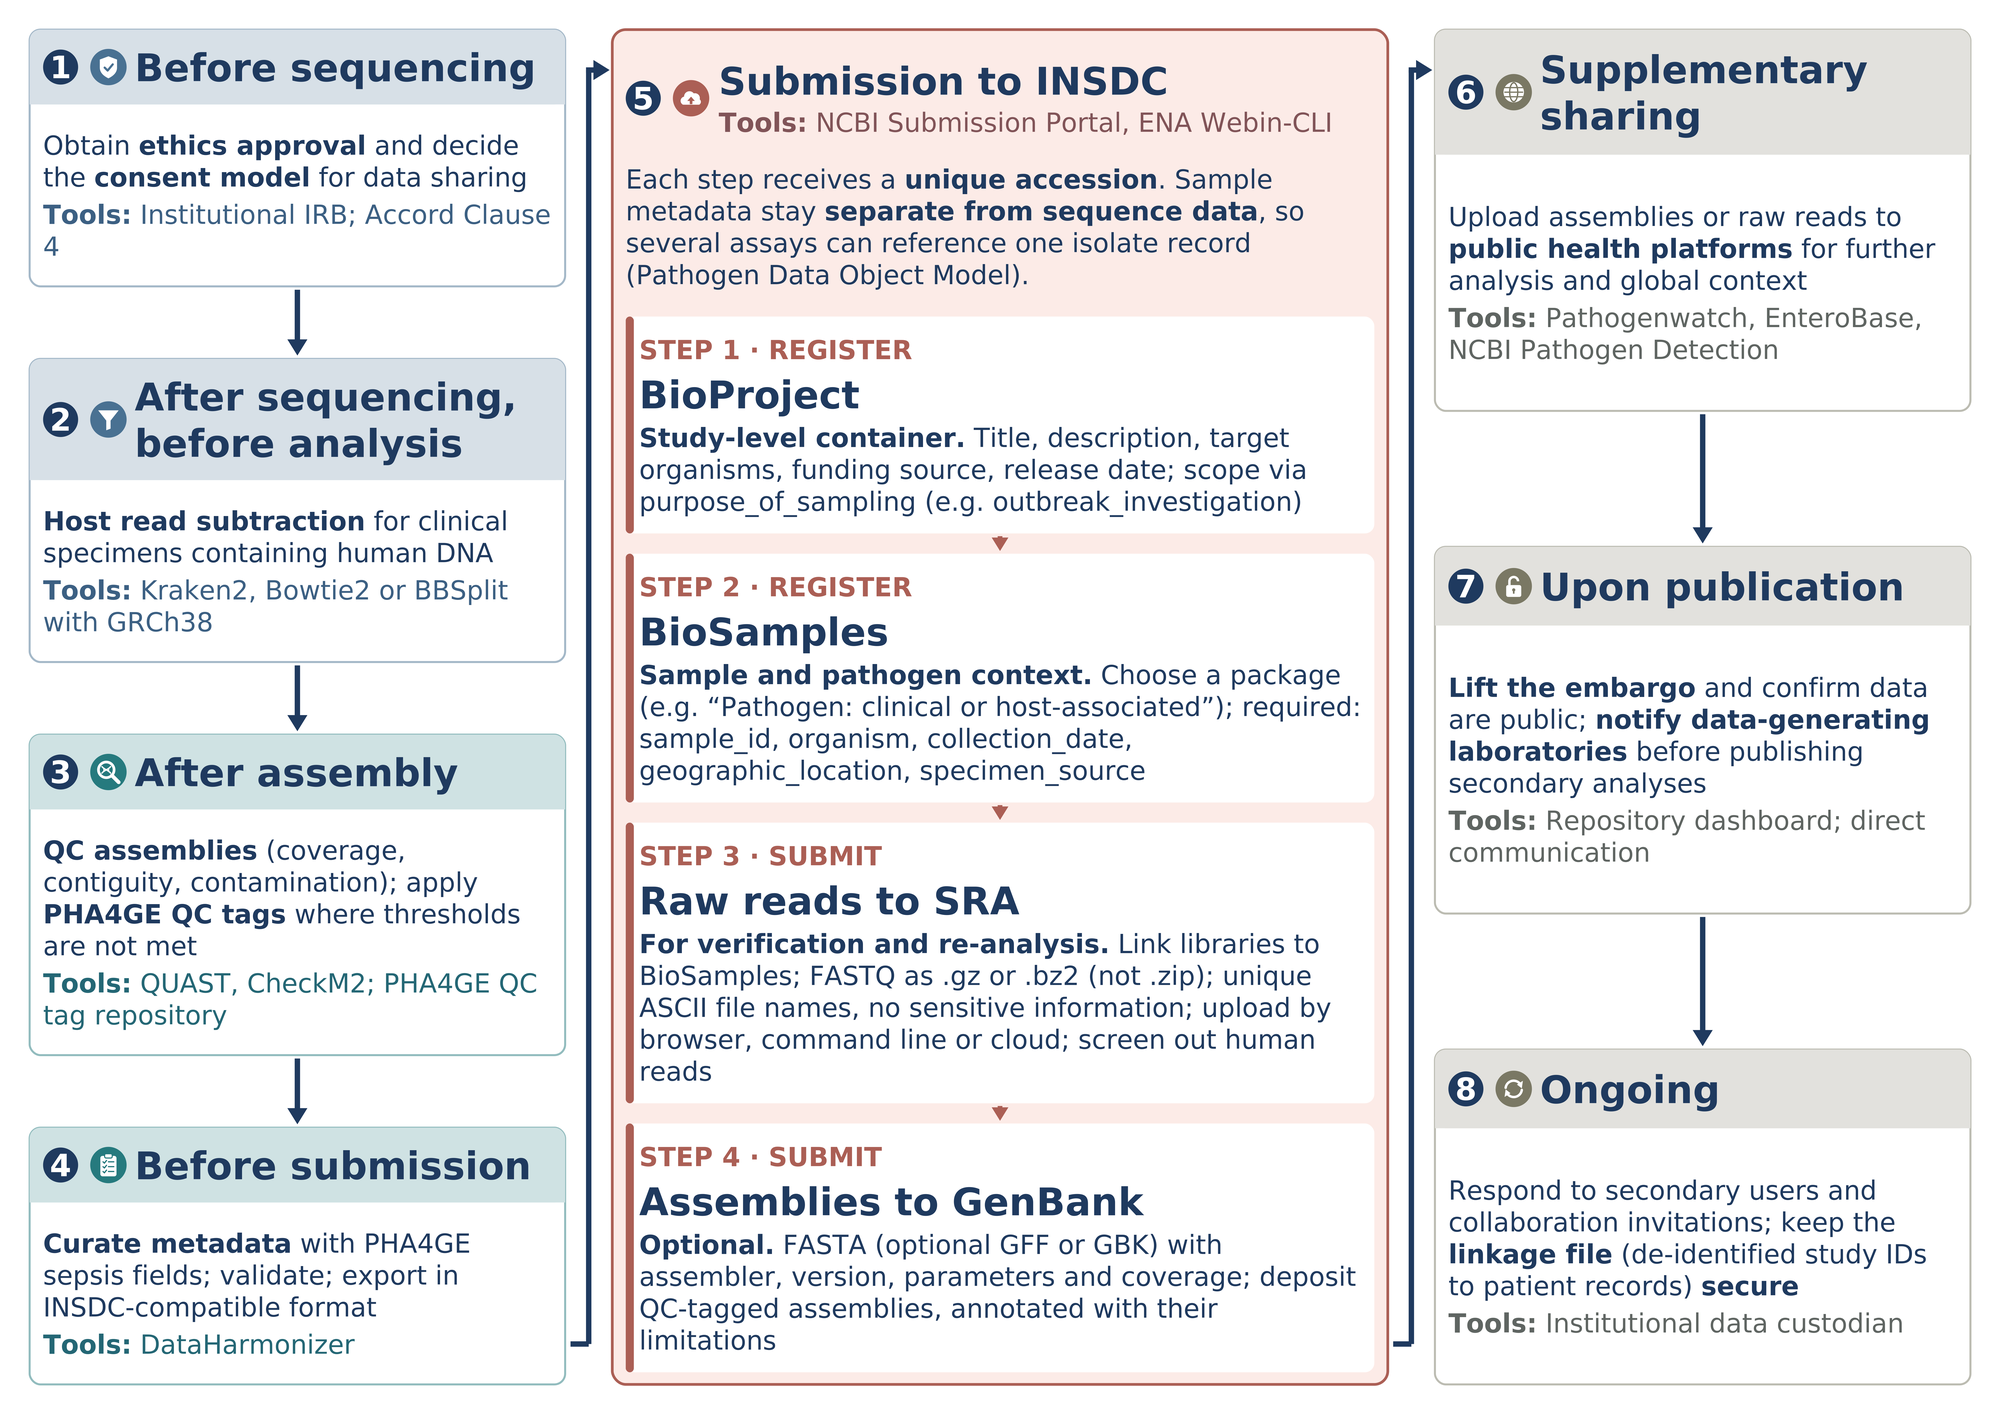 1 Before sequencing
Obtain ethics approval and decide
the consent model for data sharing
Tools: Institutional IRB; Accord Clause
4
2 After sequencing,
before analysis
Host read subtraction for clinical
specimens containing human DNA
Tools: Kraken2, Bowtie2 or BBSplit
with GRCh38
3 After assembly
QC assemblies (coverage,
contiguity, contamination); apply
PHA4GE QC tags where thresholds
are not met
Tools: QUAST, CheckM2; PHA4GE QC
tag repository
4 Before submission
Curate metadata with PHA4GE
sepsis fields; validate; export in
INSDC-compatible format
Tools: DataHarmonizer
5 Submission to INSDC
Tools: NCBI Submission Portal, ENA Webin-CLI
Each step receives a unique accession. Sample
metadata stay separate from sequence data, so
several assays can reference one isolate record
(Pathogen Data Object Model).
STEP 1 · REGISTER
BioProject
Study-level container. Title, description, target
organisms, funding source, release date; scope via
purpose_of_sampling (e.g. outbreak_investigation)
STEP 2 · REGISTER
BioSamples
Sample and pathogen context. Choose a package
(e.g. “Pathogen: clinical or host-associated”); required:
sample_id, organism, collection_date,
geographic_location, specimen_source
STEP 3 · SUBMIT
Raw reads to SRA
For verification and re-analysis. Link libraries to
BioSamples; FASTQ as .gz or .bz2 (not .zip); unique
ASCII file names, no sensitive information; upload by
browser, command line or cloud; screen out human
reads
STEP 4 · SUBMIT
Assemblies to GenBank
Optional. FASTA (optional GFF or GBK) with
assembler, version, parameters and coverage; deposit
QC-tagged assemblies, annotated with their
limitations
6 Supplementary
sharing
Upload assemblies or raw reads to
public health platforms for further
analysis and global context
Tools: Pathogenwatch, EnteroBase,
NCBI Pathogen Detection
7 Upon publication
Lift the embargo and confirm data
are public; notify data-generating
laboratories before publishing
secondary analyses
Tools: Repository dashboard; direct
communication
8 Ongoing
Respond to secondary users and
collaboration invitations; keep the
linkage file (de-identified study IDs
to patient records) secure
Tools: Institutional data custodian